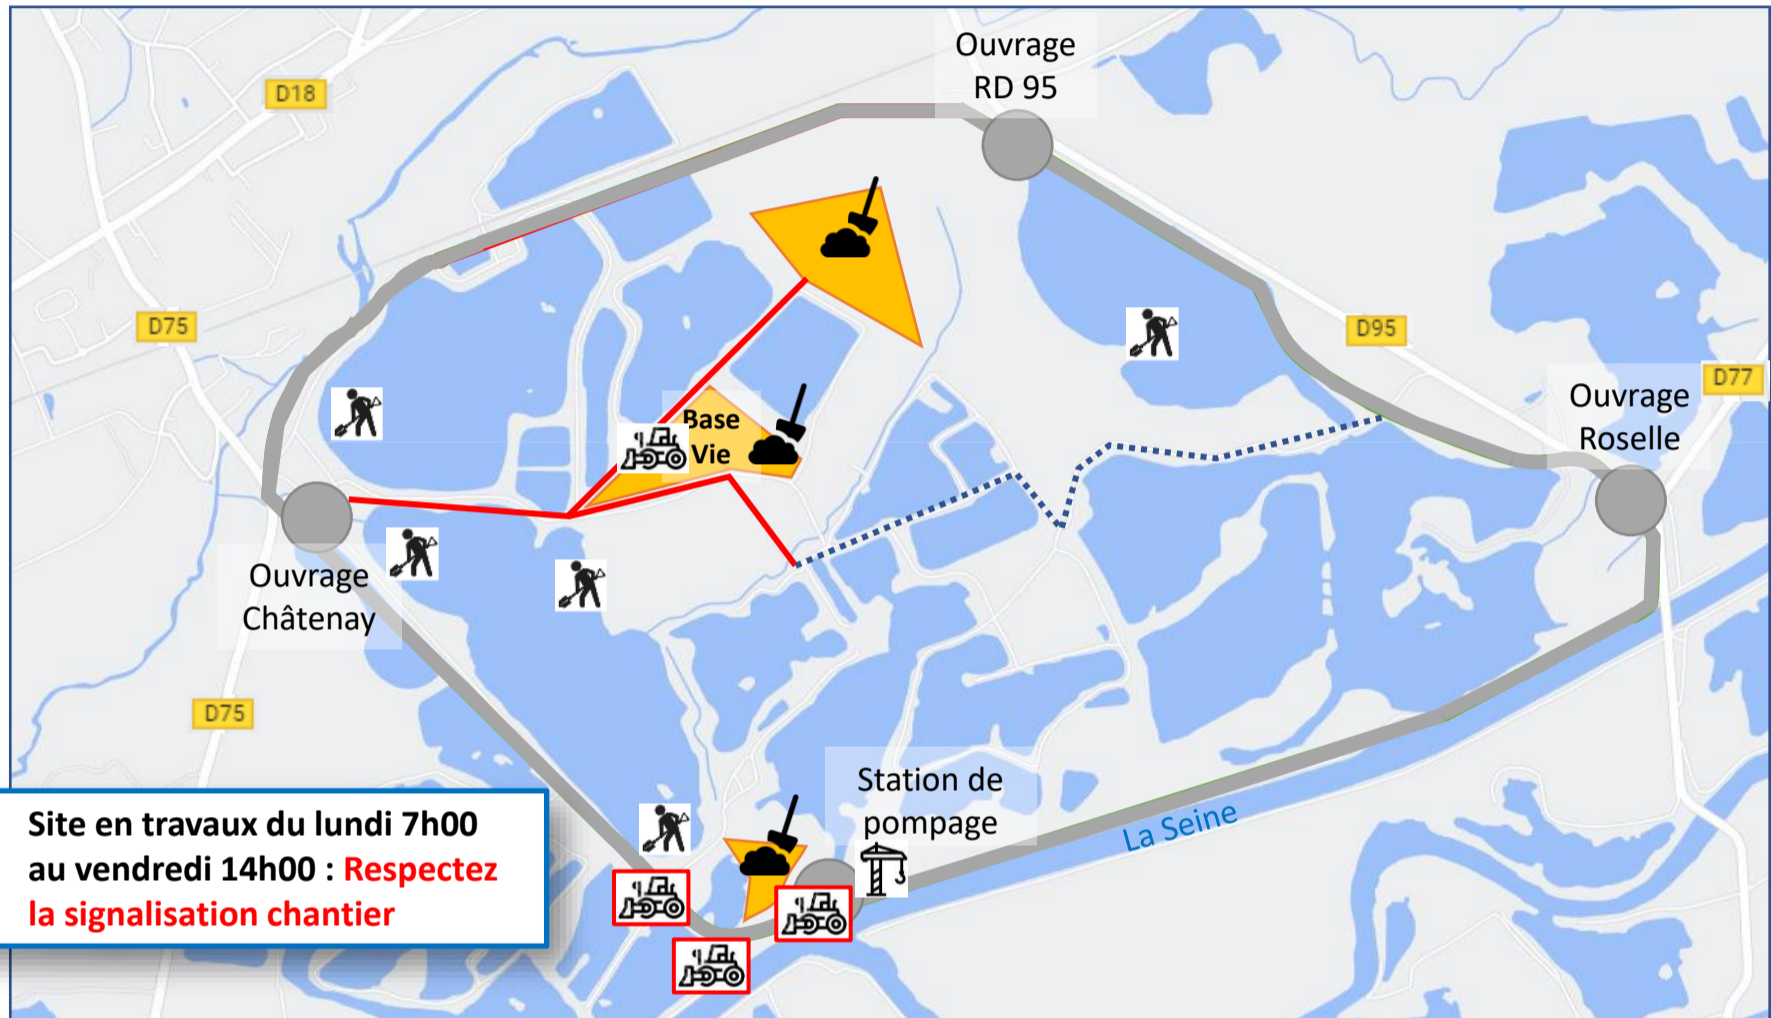 Ouvrage
RD 95
D18
D75
D95
D77
Ouvrage
Roselle
Base
Vie
Ouvrage
Châtenay
D75
Station de
pompage
La Seine
Site en travaux du lundi 7h00
au vendredi 14h00 : Respectez
la signalisation chantier